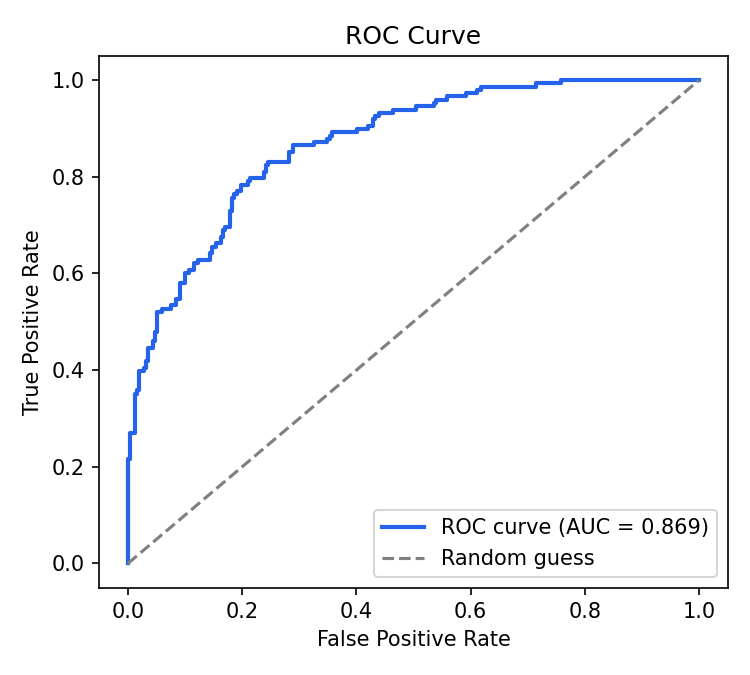 ROC Curve
1.0
0.8
0.6
0.4
0.2
0.0
True Positive Rate
ROC curve (AUC = 0.869)
Random guess
0.0 0.2 0.4 0.6 0.8 1.0
False Positive Rate